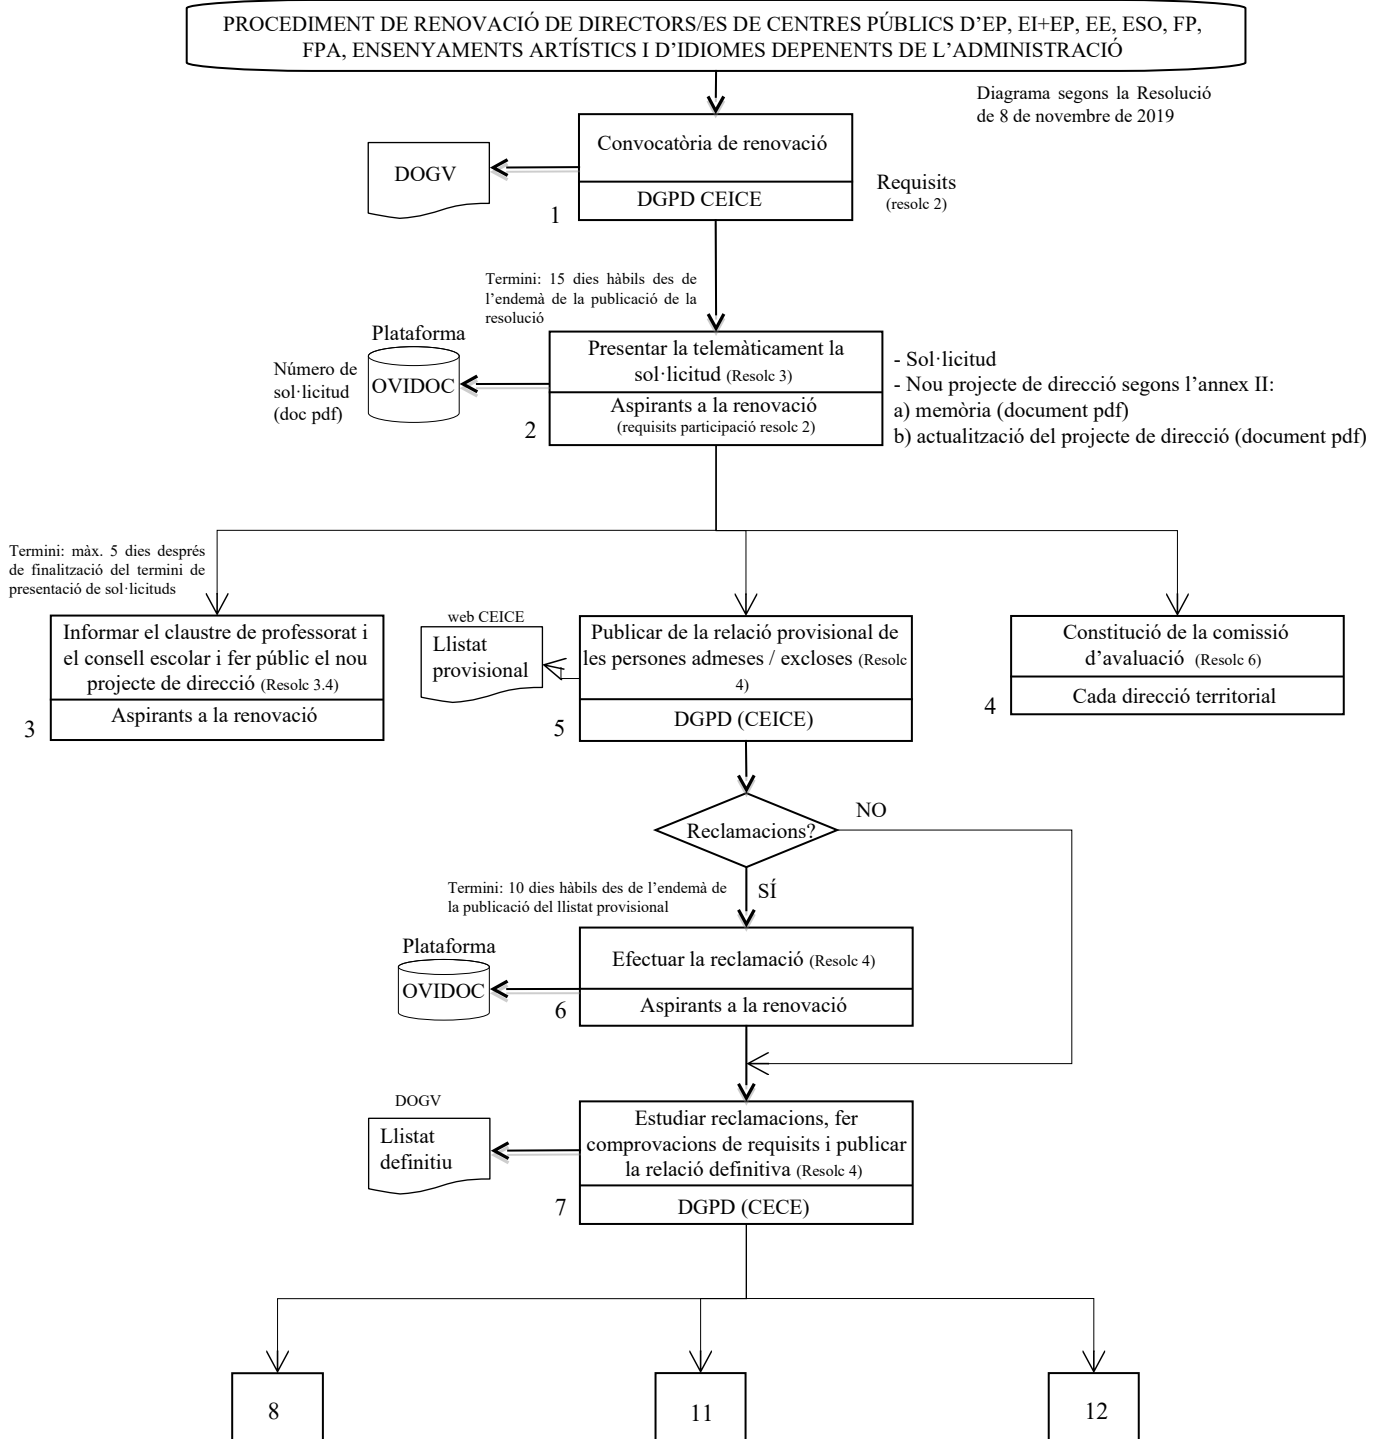 PROCEDIMENT DE RENOVACIÓ DE DIRECTORS/ES DE CENTRES PÚBLICS D’EP, EI+EP, EE, ESO, FP,
FPA, ENSENYAMENTS ARTÍSTICS I D’IDIOMES DEPENENTS DE L’ADMINISTRACIÓ
Diagrama segons la Resolució
de 8 de novembre de 2019
Convocatòria de renovació
DOGV
DGPD CEICE
1
Requisits
(resolc 2)
Termini: 15 dies hàbils des de
l’endemà de la publicació de la
resolució
Plataforma
Número de
sol·licitud
(doc pdf)
OVIDOC
Presentar la telemàticament la
sol·licitud (Resolc 3)
Aspirants a la renovació
(requisits participació resolc 2)
2
- Sol·licitud
- Nou projecte de direcció segons l’annex II:
a) memòria (document pdf)
b) actualització del projecte de direcció (document pdf)
Termini: màx. 5 dies després
de finalització del termini de
presentació de sol·licituds
Informar el claustre de professorat i
el consell escolar i fer públic el nou
projecte de direcció (Resolc 3.4)
Aspirants a la renovació
3
web CEICE
Llistat
provisional
Publicar de la relació provisional de
les persones admeses / excloses (Resolc
4)
DGPD (CEICE)
5
Constitució de la comissió
d’avaluació (Resolc 6)
Cada direcció territorial
4
Reclamacions?
NO
SÍ
Termini: 10 dies hàbils des de l’endemà de
la publicació del llistat provisional
Plataforma
OVIDOC
Efectuar la reclamació (Resolc 4)
Aspirants a la renovació
6
DOGV
Llistat
definitiu
Estudiar reclamacions, fer
comprovacions de requisits i publicar
la relació definitiva (Resolc 4)
DGPD (CECE)
7
8
11
12